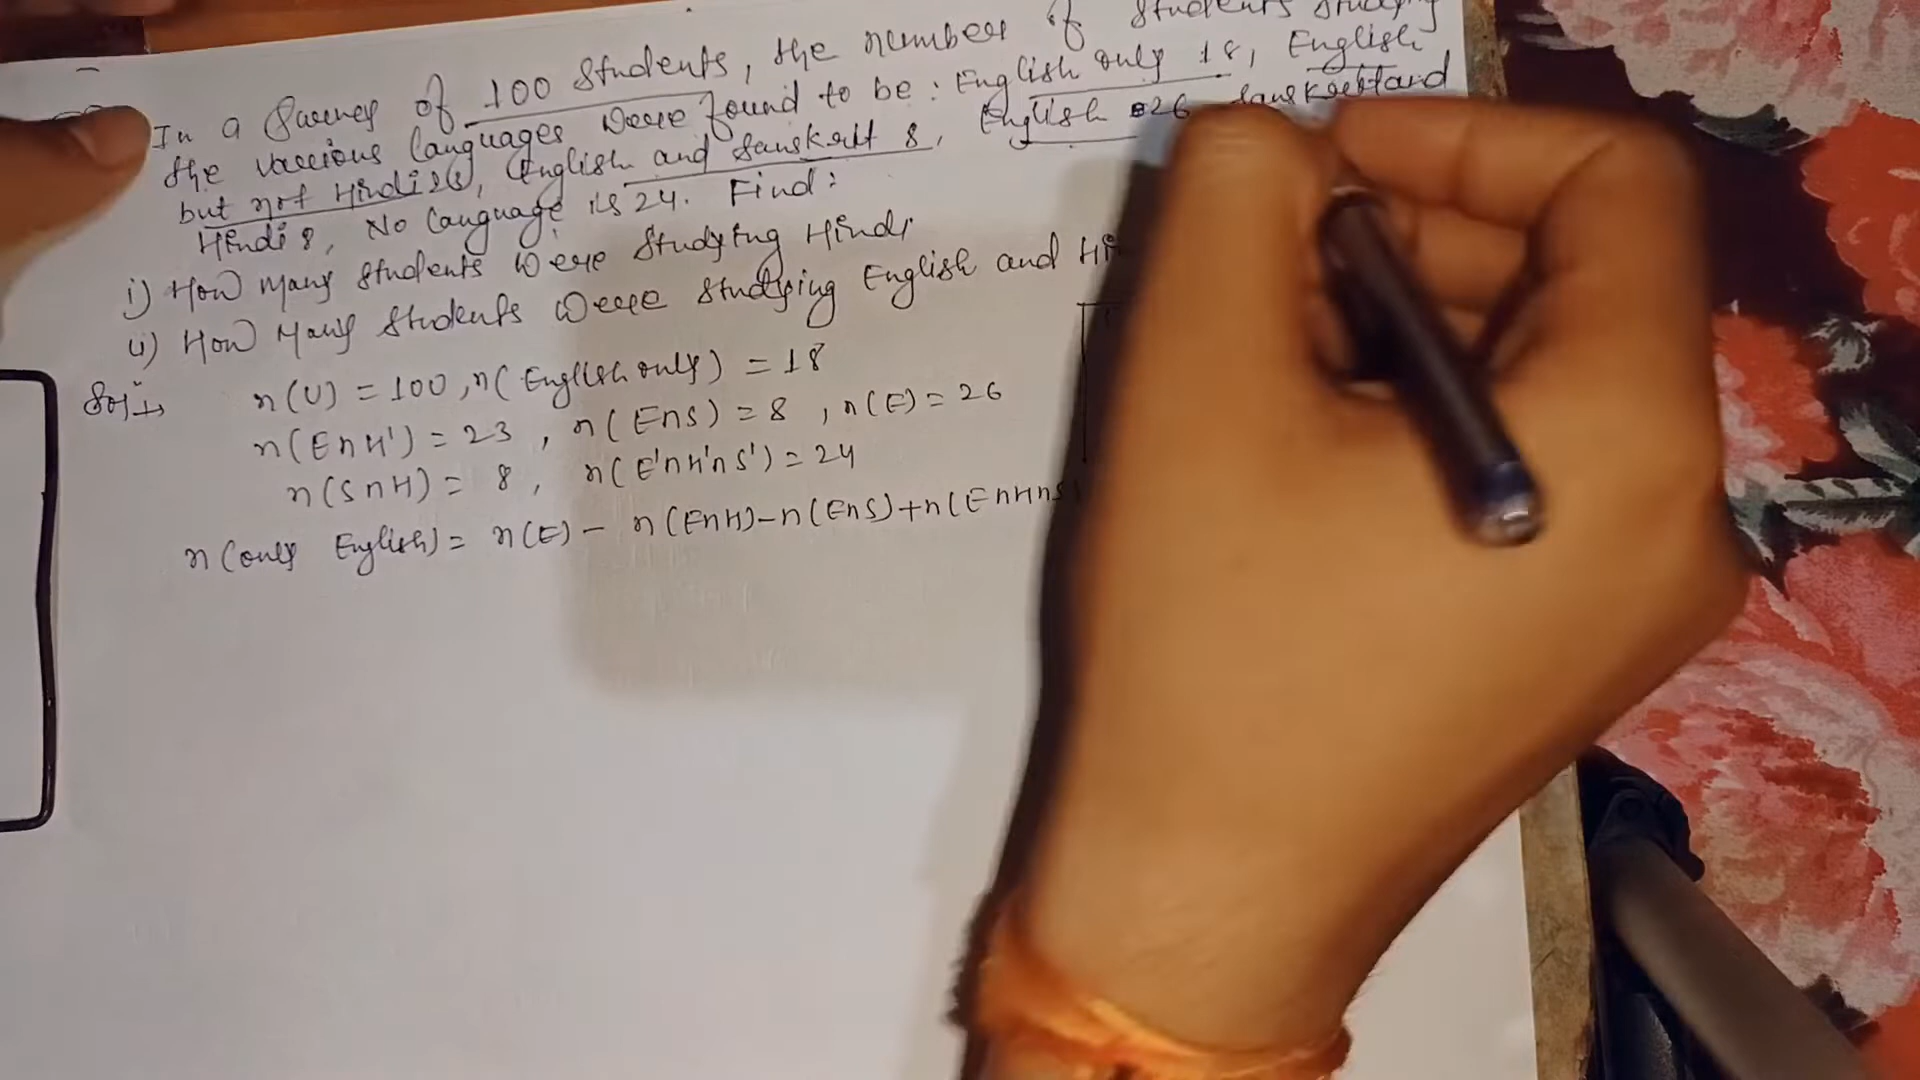 In a Survey of 100 Students, the number of Students Studying
the various languages were found to be : English only 18, English
but not Hindi 23, English and Sanskrit 8, English 26 Sanskrit and
Hindi 8, No language is 24. Find :
i) How Many Students were Studying Hindi
ii) How Many Students were Studying English and Hi
Sol:→ n(U) = 100, n(English only) = 18
n(E∩H') = 23, n(E∩S) = 8, n(E) = 26
n(S∩H) = 8, n(E'∩H'∩S') = 24
n(only English) = n(E) - n(E∩H)-n(E∩S)+n(E∩H∩S